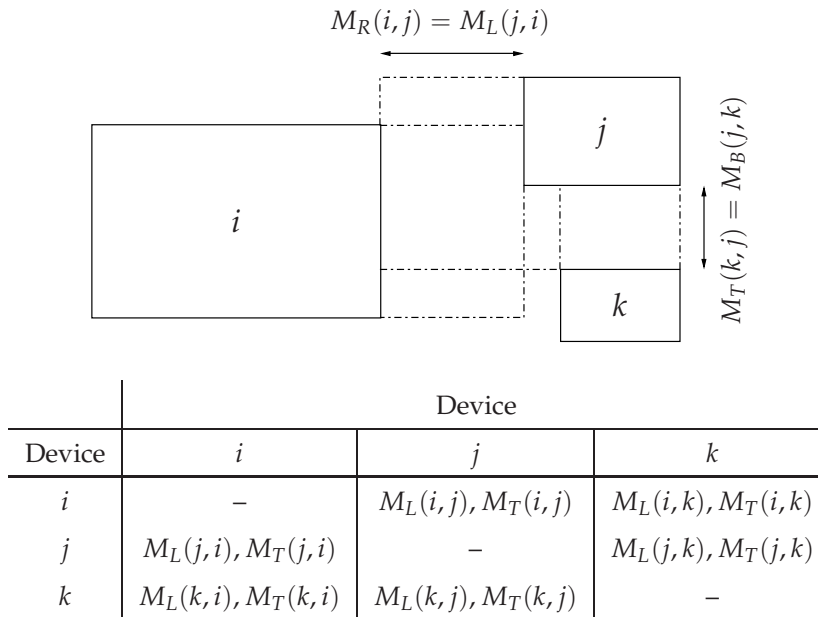 M_R(i, j) = M_L(j, i)
i
j
k
M_T(k, j) = M_B(j, k)
Device
Device i j k
i – M_L(i, j), M_T(i, j) M_L(i, k), M_T(i, k)
j M_L(j, i), M_T(j, i) – M_L(j, k), M_T(j, k)
k M_L(k, i), M_T(k, i) M_L(k, j), M_T(k, j) –